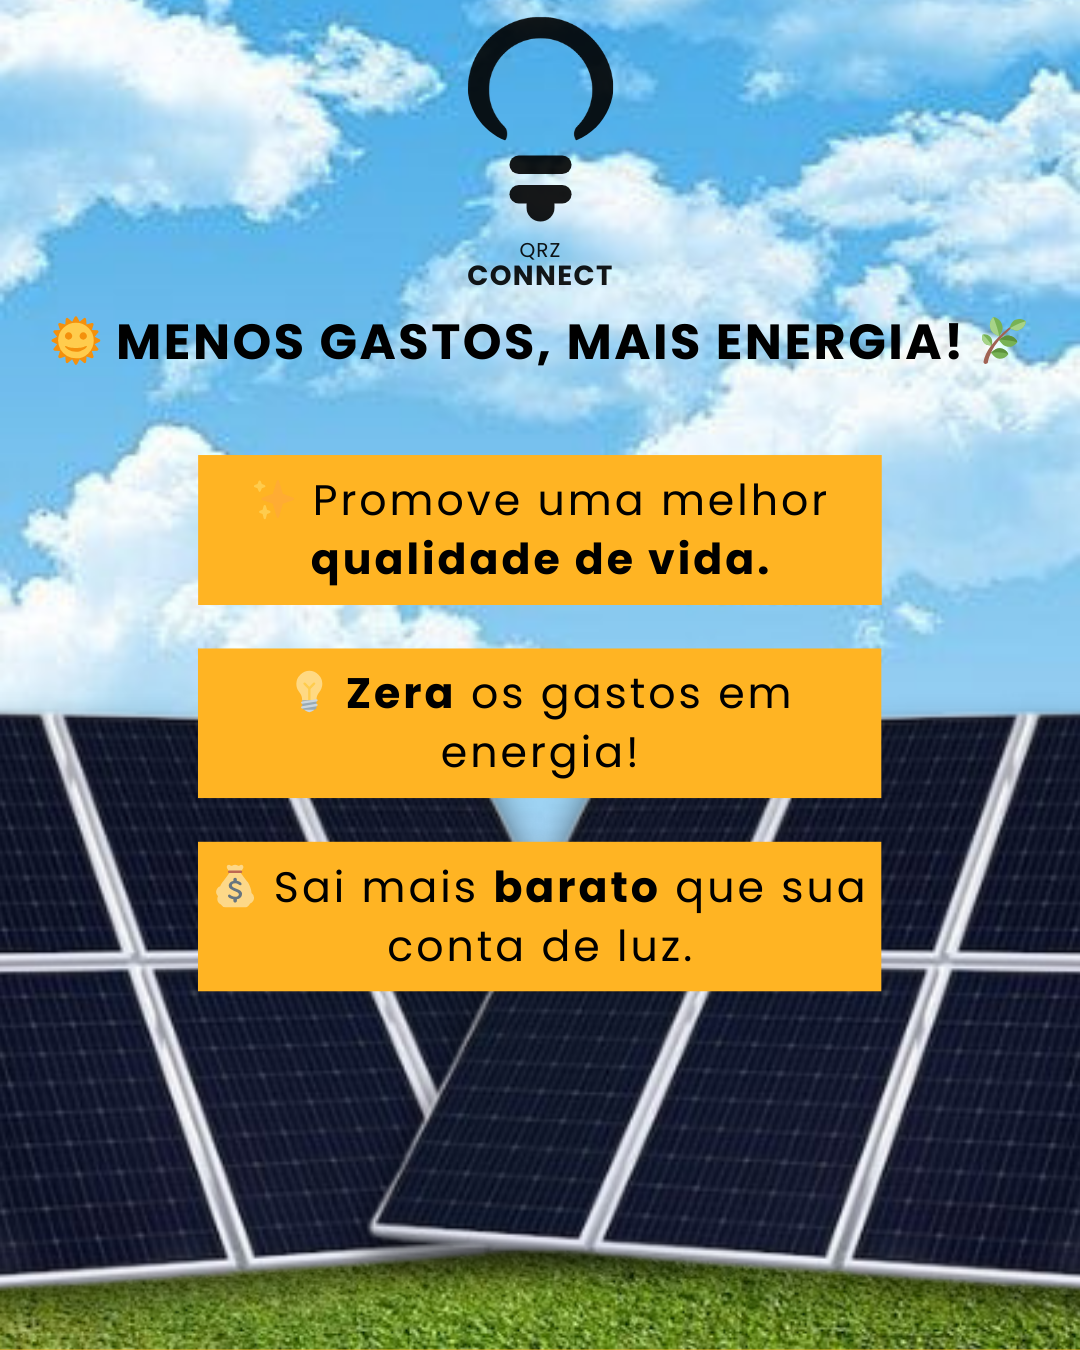 QRZ
CONNECT
🌞 MENOS GASTOS, MAIS ENERGIA! 🌿
✨ Promove uma melhor
qualidade de vida.
💡 Zera os gastos em
energia!
💰 Sai mais barato que sua
conta de luz.